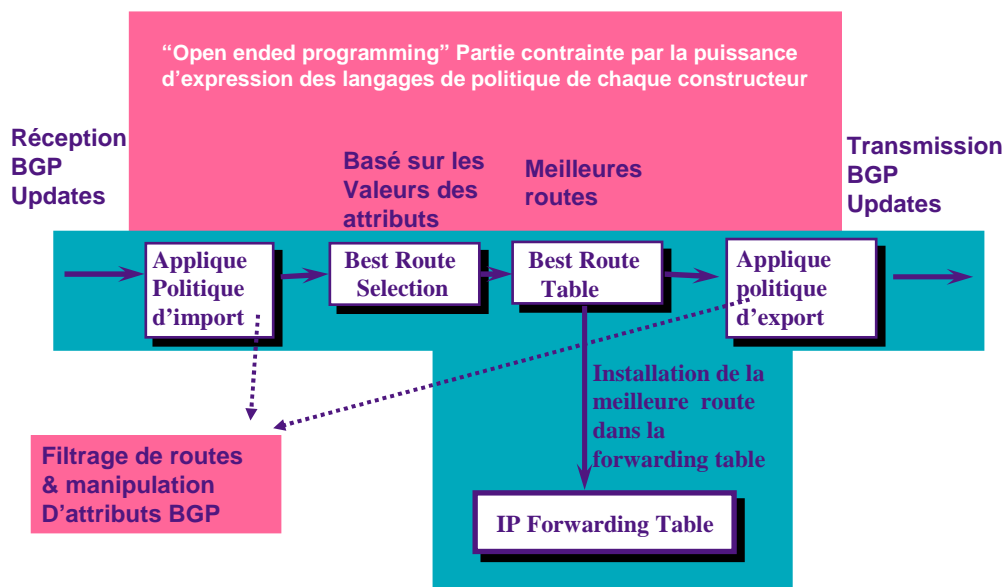 “Open ended programming” Partie contrainte par la puissance
d’expression des langages de politique de chaque constructeur
Réception
BGP
Updates
Basé sur les
Valeurs des
attributs
Meilleures
routes
Transmission
BGP
Updates
Applique
Politique
d’import
Best Route
Selection
Best Route
Table
Applique
politique
d’export
Installation de la
meilleure route
dans la
forwarding table
Filtrage de routes
& manipulation
D’attributs BGP
IP Forwarding Table